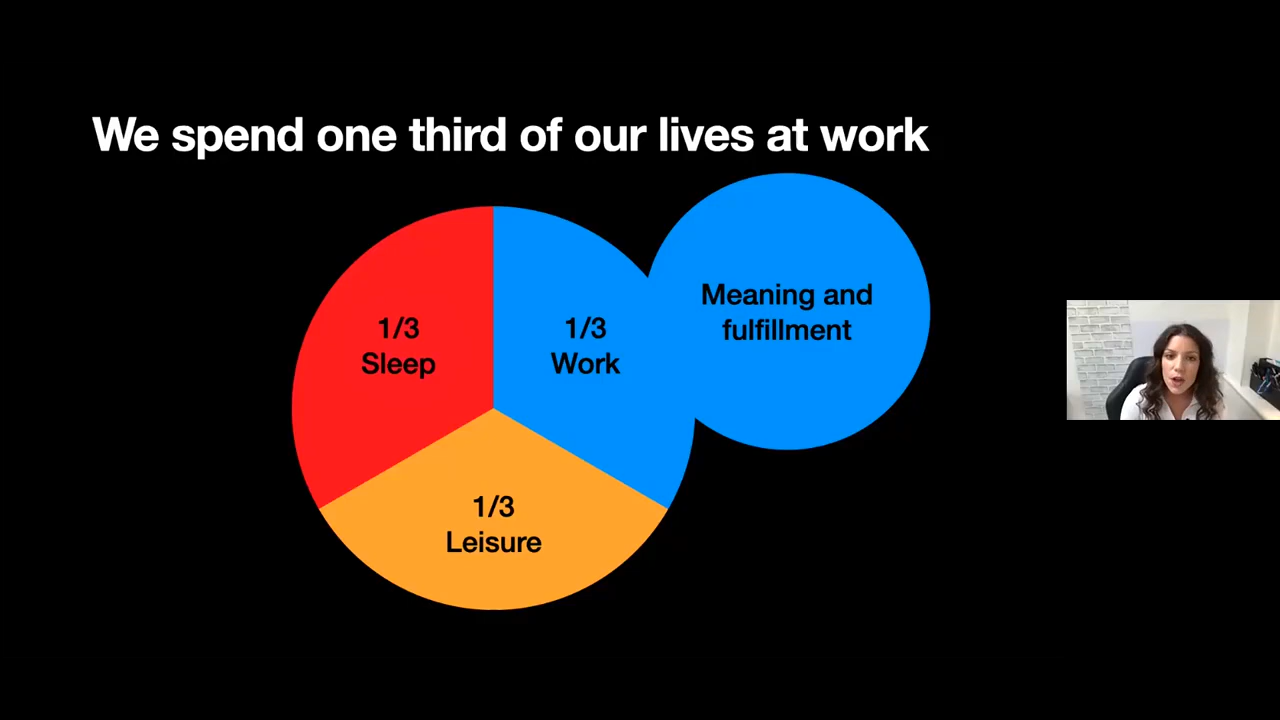 We spend one third of our lives at work
Meaning and
fulfillment
1/3
Sleep
1/3
Work
1/3
Leisure